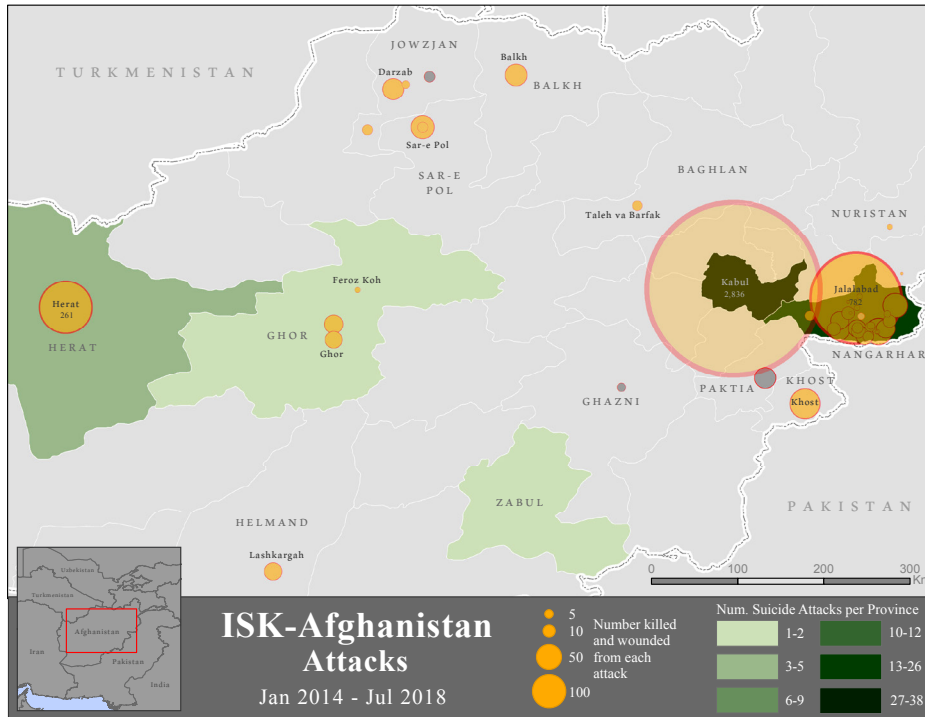 JOWZJAN
TURKMENISTAN
Balkh
Darzab
BALKH
Sar-e Pol
BAGHLAN
SAR-E
POL
Taleh va Barfak
NURISTAN
Feroz Koh
Kabul
2,836
Jalalabad
782
Herat
261
GHOR
HERAT
Ghor
NANGARHAR
PAKTIA
KHOST
GHAZNI
Khost
ZABUL
PAKISTAN
HELMAND
Lashkargah
0 100 200 300
Km
Uzbekistan
Turkmenistan
Afghanistan
Iran
Pakistan
India
ISK-Afghanistan
Attacks
Jan 2014 - Jul 2018
5
10
50
100
Number killed
and wounded
from each
attack
Num. Suicide Attacks per Province
1-2
3-5
6-9
10-12
13-26
27-38